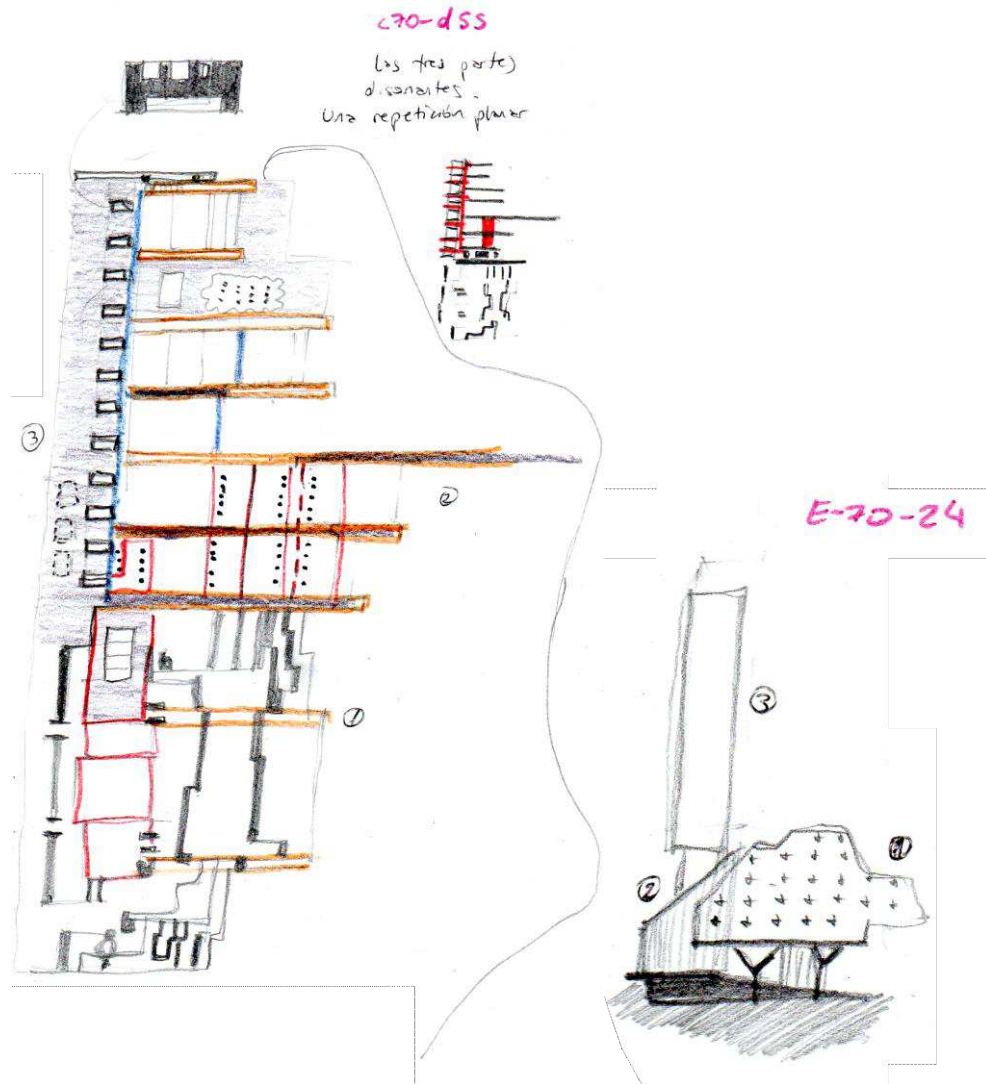 c70-dSS
Las tres partes
disonantes.
Una repetición planar
3
2
E-70-24
1
3
1
2